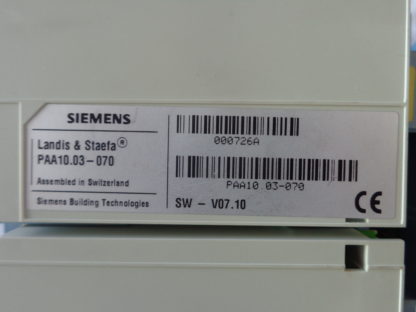 SIEMENS
Landis & Staefa®
PAA10.03-070
Assembled in Switzerland
Siemens Building Technologies
000726A
PAA10.03-070
SW - V07.10
CE